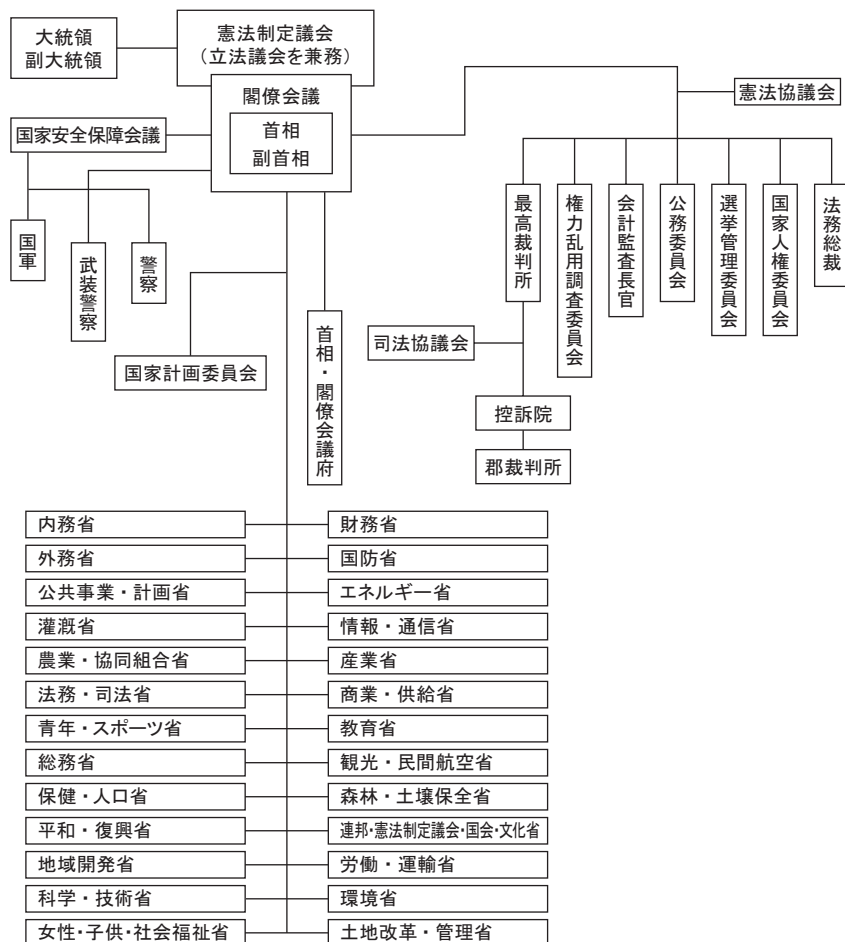 大統領
副大統領
憲法制定議会
（立法議会を兼務）
閣僚会議
首相
副首相
憲法協議会
国家安全保障会議
国軍
武装警察
警察
最高裁判所
権力乱用調査委員会
会計監査長官
公務委員会
選挙管理委員会
国家人権委員会
法務総裁
国家計画委員会
首相・閣僚会議府
司法協議会
控訴院
郡裁判所
内務省
財務省
外務省
国防省
公共事業・計画省
エネルギー省
灌漑省
情報・通信省
農業・協同組合省
産業省
法務・司法省
商業・供給省
青年・スポーツ省
教育省
総務省
観光・民間航空省
保健・人口省
森林・土壌保全省
平和・復興省
連邦・憲法制定議会・国会・文化省
地域開発省
労働・運輸省
科学・技術省
環境省
女性・子供・社会福祉省
土地改革・管理省